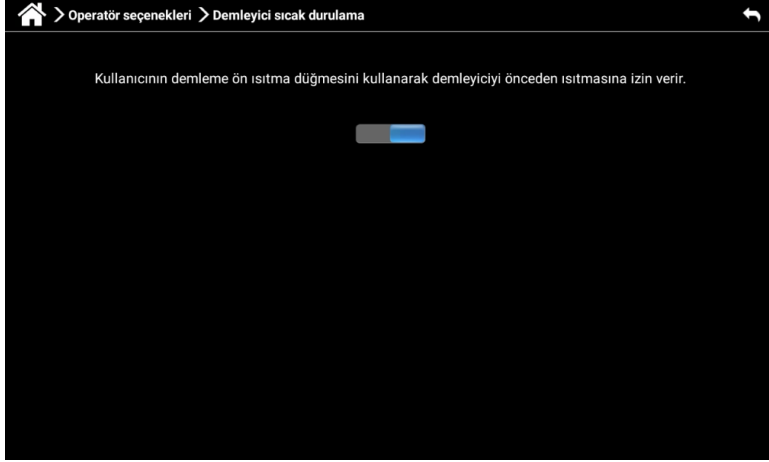 Operatör seçenekleri Demleyici sıcak durulama
Kullanıcının demleme ön ısıtma düğmesini kullanarak demleyiciyi önceden ısıtmasına izin verir.